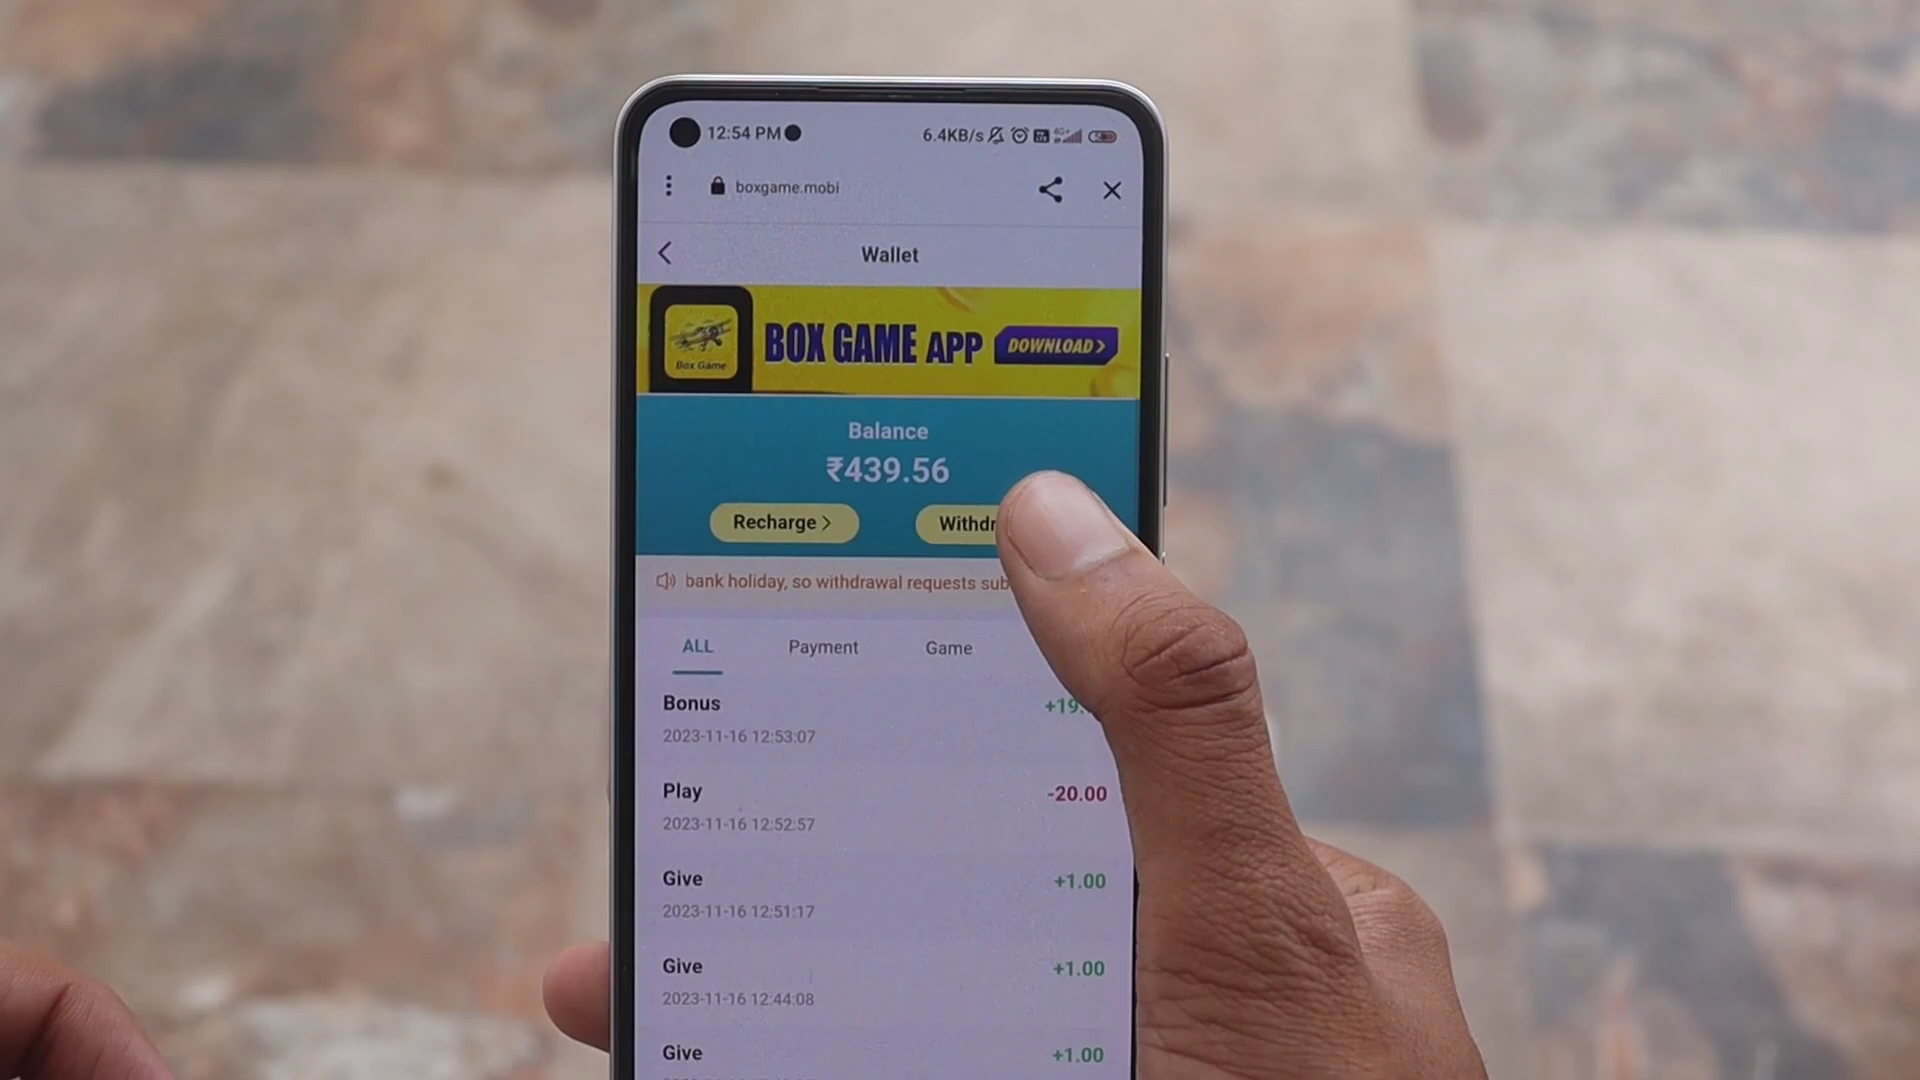 12:54 PM 6.4KB/s 4G+
boxgame.mobi
Wallet
Box Game
BOX GAME APP DOWNLOAD>
Balance
₹439.56
Recharge >
bank holiday, so withdrawal requests
ALL Payment Game
Bonus
2023-11-16 12:53:07
Play -20.00
2023-11-16 12:52:57
Give +1.00
2023-11-16 12:51:17
Give +1.00
2023-11-16 12:44:08
Give +1.00